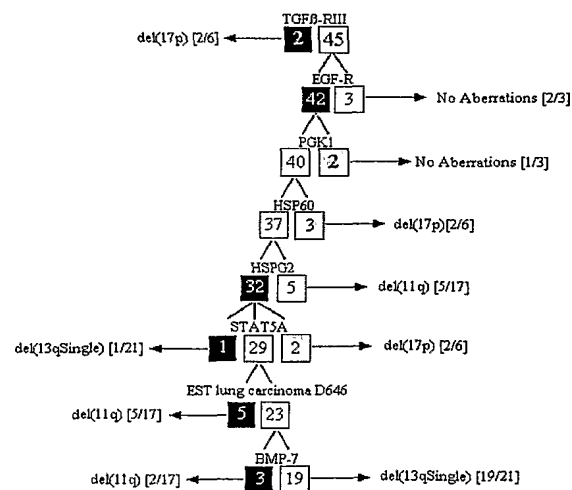 TGFβ-RIII
del(17p) [2/6] 2 45
EGF-R
42 3 No Aberrations [2/3]
PGK1
40 2 No Aberrations [1/3]
HSP60
37 3 del(17p)[2/6]
HSPG2
32 5 del(11q) [5/17]
STAT5A
del(13qSingle) [1/21] 1 29 2 del(17p) [2/6]
EST lung carcinoma D646
del(11q) [5/17] 5 23
BMP-7
del(11q) [2/17] 3 19 del(13qSingle) [19/21]